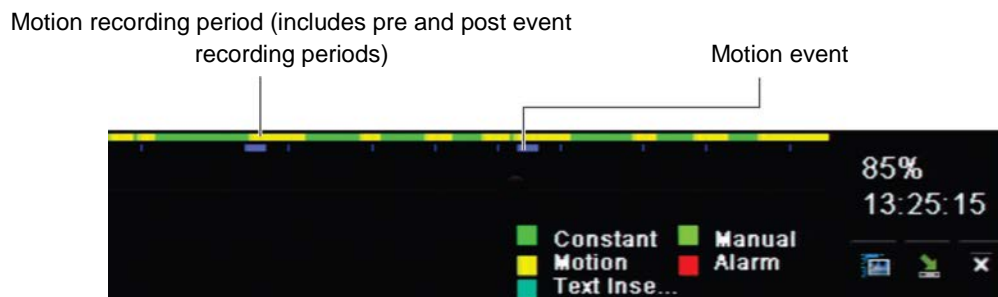 Motion recording period (includes pre and post event
recording periods)
Motion event
85%
13:25:15
Constant
Manual
Motion
Alarm
Text Inse...